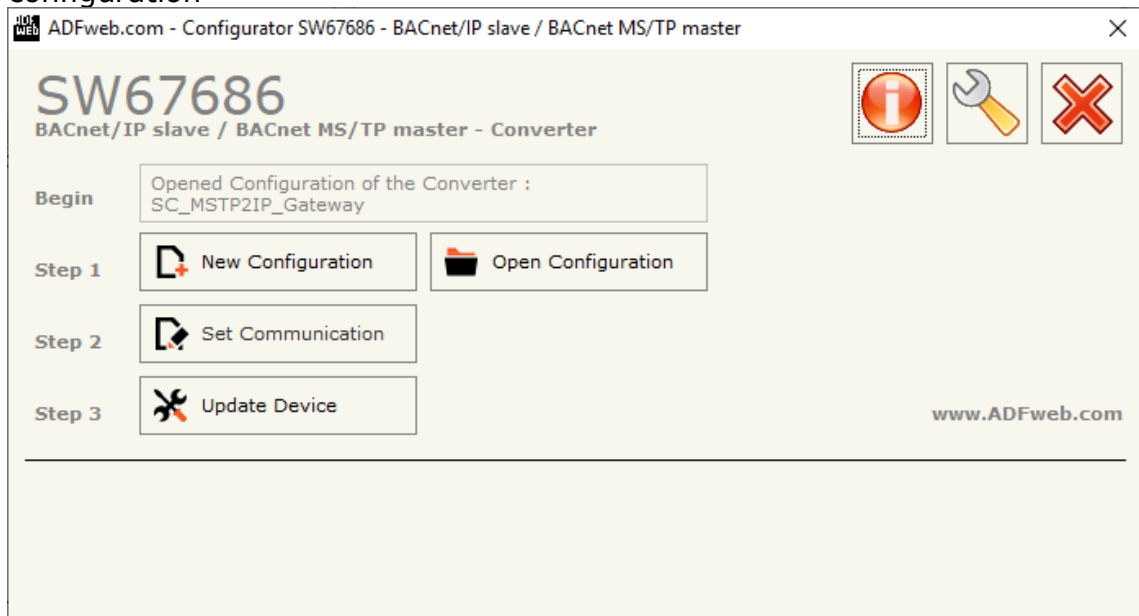 configuration
ADFweb.com - Configurator SW67686 - BACnet/IP slave / BACnet MS/TP master
SW67686
BACnet/IP slave / BACnet MS/TP master - Converter
Begin
Opened Configuration of the Converter :
SC_MSTP2IP_Gateway
Step 1
New Configuration
Open Configuration
Step 2
Set Communication
Step 3
Update Device
www.ADFweb.com